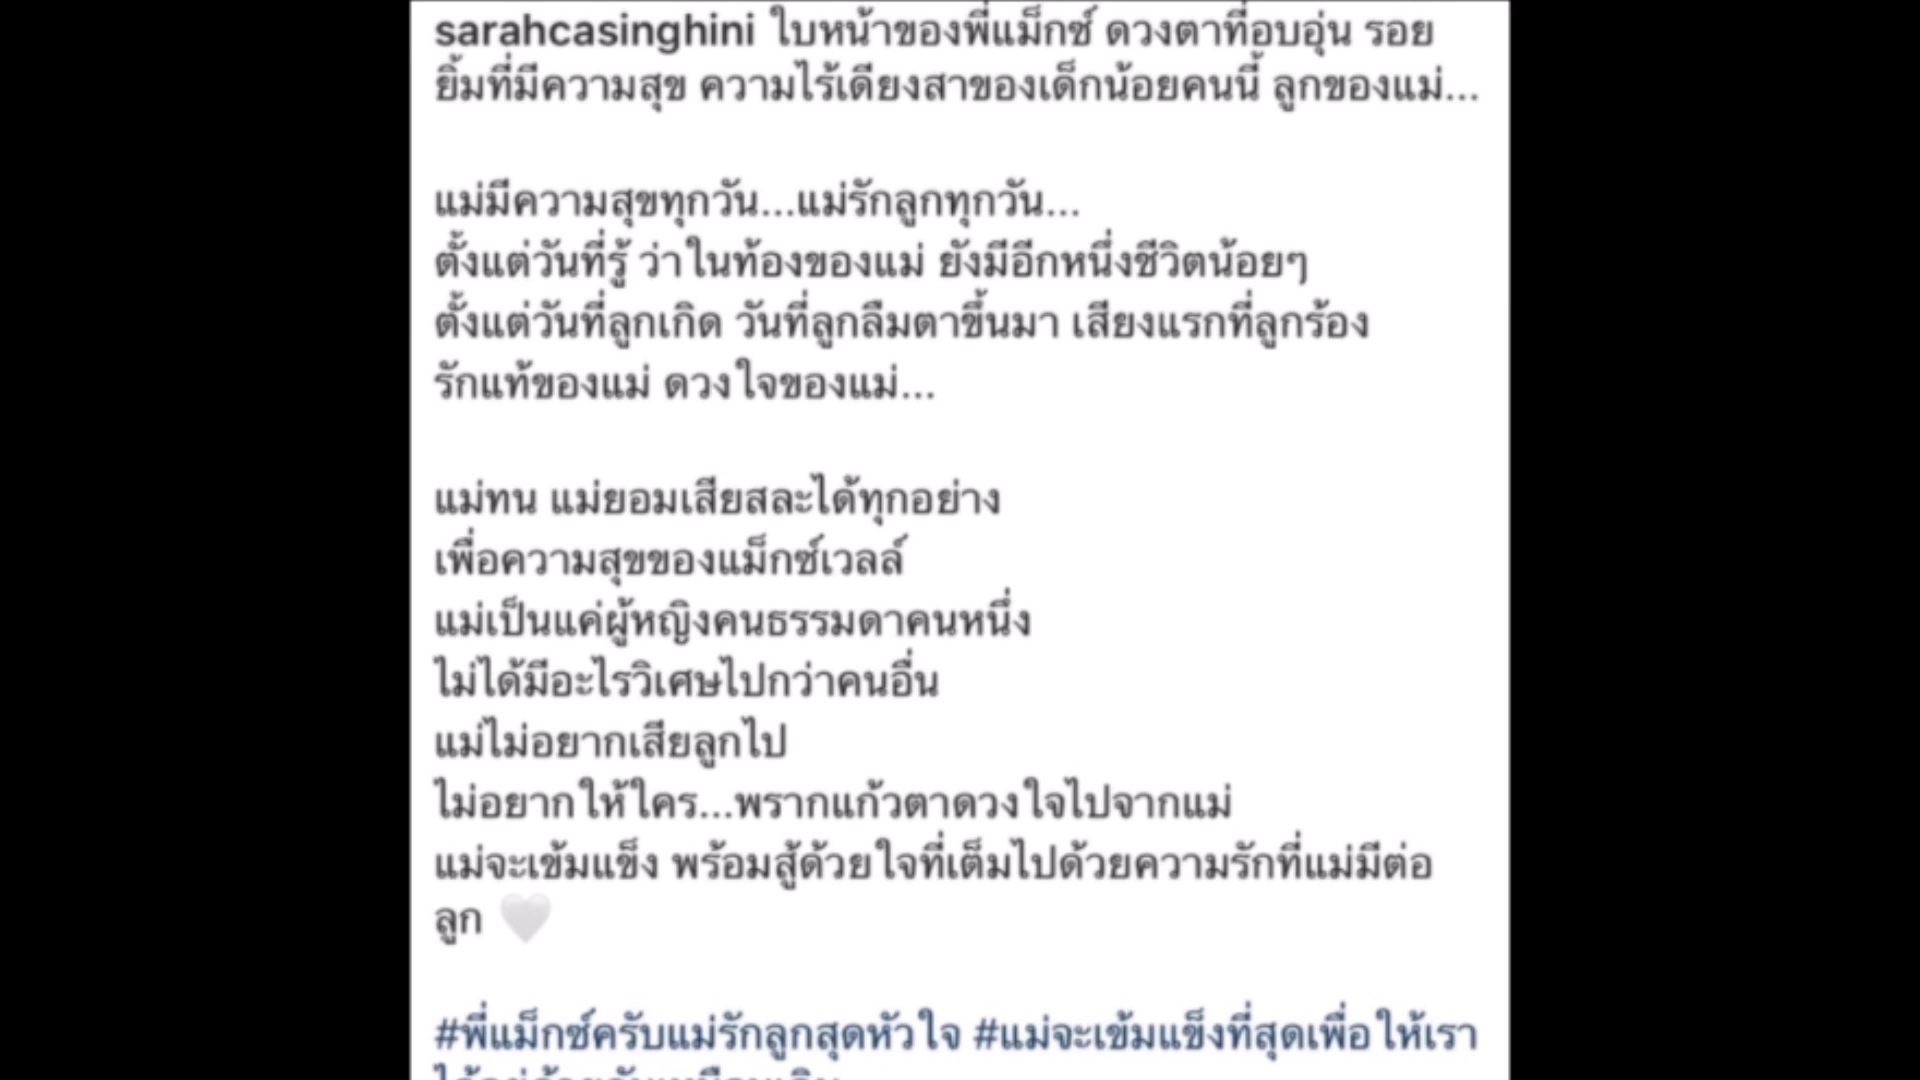 sarahcasinghini ใบหน้าของพี่แม็กซ์ ดวงตาที่อบอุ่น รอย
ยิ้มที่มีความสุข ความไร้เดียงสาของเด็กน้อยคนนี้ ลูกของแม่...
แม่มีความสุขทุกวัน...แม่รักลูกทุกวัน...
ตั้งแต่วันที่รู้ ว่าในท้องของแม่ ยังมีอีกหนึ่งชีวิตน้อยๆ
ตั้งแต่วันที่ลูกเกิด วันที่ลูกลืมตาขึ้นมา เสียงแรกที่ลูกร้อง
รักแท้ของแม่ ดวงใจของแม่...
แม่ทน แม่ยอมเสียสละได้ทุกอย่าง
เพื่อความสุขของแม็กซ์เวลล์
แม่เป็นแค่ผู้หญิงคนธรรมดาคนหนึ่ง
ไม่ได้มีอะไรวิเศษไปกว่าคนอื่น
แม่ไม่อยากเสียลูกไป
ไม่อยากให้ใคร...พรากแก้วตาดวงใจไปจากแม่
แม่จะเข้มแข็ง พร้อมสู้ด้วยใจที่เต็มไปด้วยความรักที่แม่มีต่อ
ลูก 🤍
#พี่แม็กซ์ครับแม่รักลูกสุดหัวใจ #แม่จะเข้มแข็งที่สุดเพื่อให้เรา